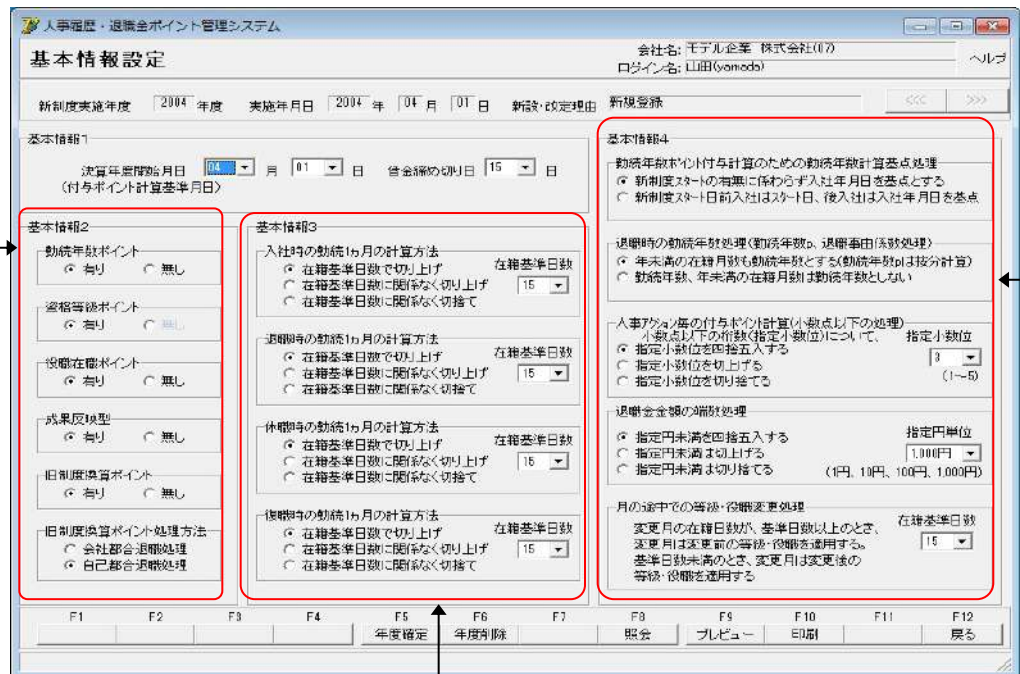 人事履歴・退職金ポイント管理システム
基本情報設定
会社名: モデル企業 株式会社(07)
ログイン名: 山田(yamada)
ヘルプ
新制度実施年度 2004 年度 実施年月日 2004 年 04 月 01 日 新設・改定理由 新規登録
<<< >>>
基本情報1
決算年度開始月日 04 月 01 日 賃金締め切り日 15 日
(付与ポイント計算基準月日)
基本情報2
勤続年数ポイント
有り 無し
資格等級ポイント
有り 無し
役職在職ポイント
有り 無し
成果反映型
有り 無し
旧制度換算ポイント
有り 無し
旧制度換算ポイント処理方法
会社都合退職処理
自己都合退職処理
基本情報3
入社時の勤続1ヵ月の計算方法
在籍基準日数で切り上げ 在籍基準日数
在籍基準日数に関係なく切り上げ 15
在籍基準日数に関係なく切捨て
退職時の勤続1ヵ月の計算方法
在籍基準日数で切り上げ 在籍基準日数
在籍基準日数に関係なく切り上げ 15
在籍基準日数に関係なく切捨て
休職時の勤続1ヵ月の計算方法
在籍基準日数で切り上げ 在籍基準日数
在籍基準日数に関係なく切り上げ 15
在籍基準日数に関係なく切捨て
復職時の勤続1ヵ月の計算方法
在籍基準日数で切り上げ 在籍基準日数
在籍基準日数に関係なく切り上げ 15
在籍基準日数に関係なく切捨て
基本情報4
勤続年数ポイント付与計算のための勤続年数計算基点処理
新制度スタートの有無に係わらず入社年月日を基点とする
新制度スタート日前入社はスタート日、後入社は入社年月日を基点
退職時の勤続年数処理(勤続年数p、退職事由係数処理)
年未満の在籍月数も勤続年数とする(勤続年数pは按分計算)
勤続年数、年未満の在籍月数は勤続年数としない
人事アクション毎の付与ポイント計算(小数点以下の処理)
小数点以下の桁数(指定小数位)について、 指定小数位
指定小数位を四捨五入する 3
指定小数位を切上げる
指定小数位を切り捨てる (1~5)
退職金金額の端数処理
指定円未満を四捨五入する 指定円単位
指定円未満は切上げる 1,000円
指定円未満は切り捨てる (1円、10円、100円、1,000円)
月の途中での等級・役職変更処理
変更月の在籍日数が、基準日数以上のとき、 在籍基準日数
変更月は変更前の等級・役職を適用する。 15
基準日数未満のとき、変更月は変更後の
等級・役職を適用する
F1 F2 F3 F4 F5 F6 F7 F8 F9 F10 F11 F12
年度確定 年度削除 照会 プレビュー 印刷 戻る